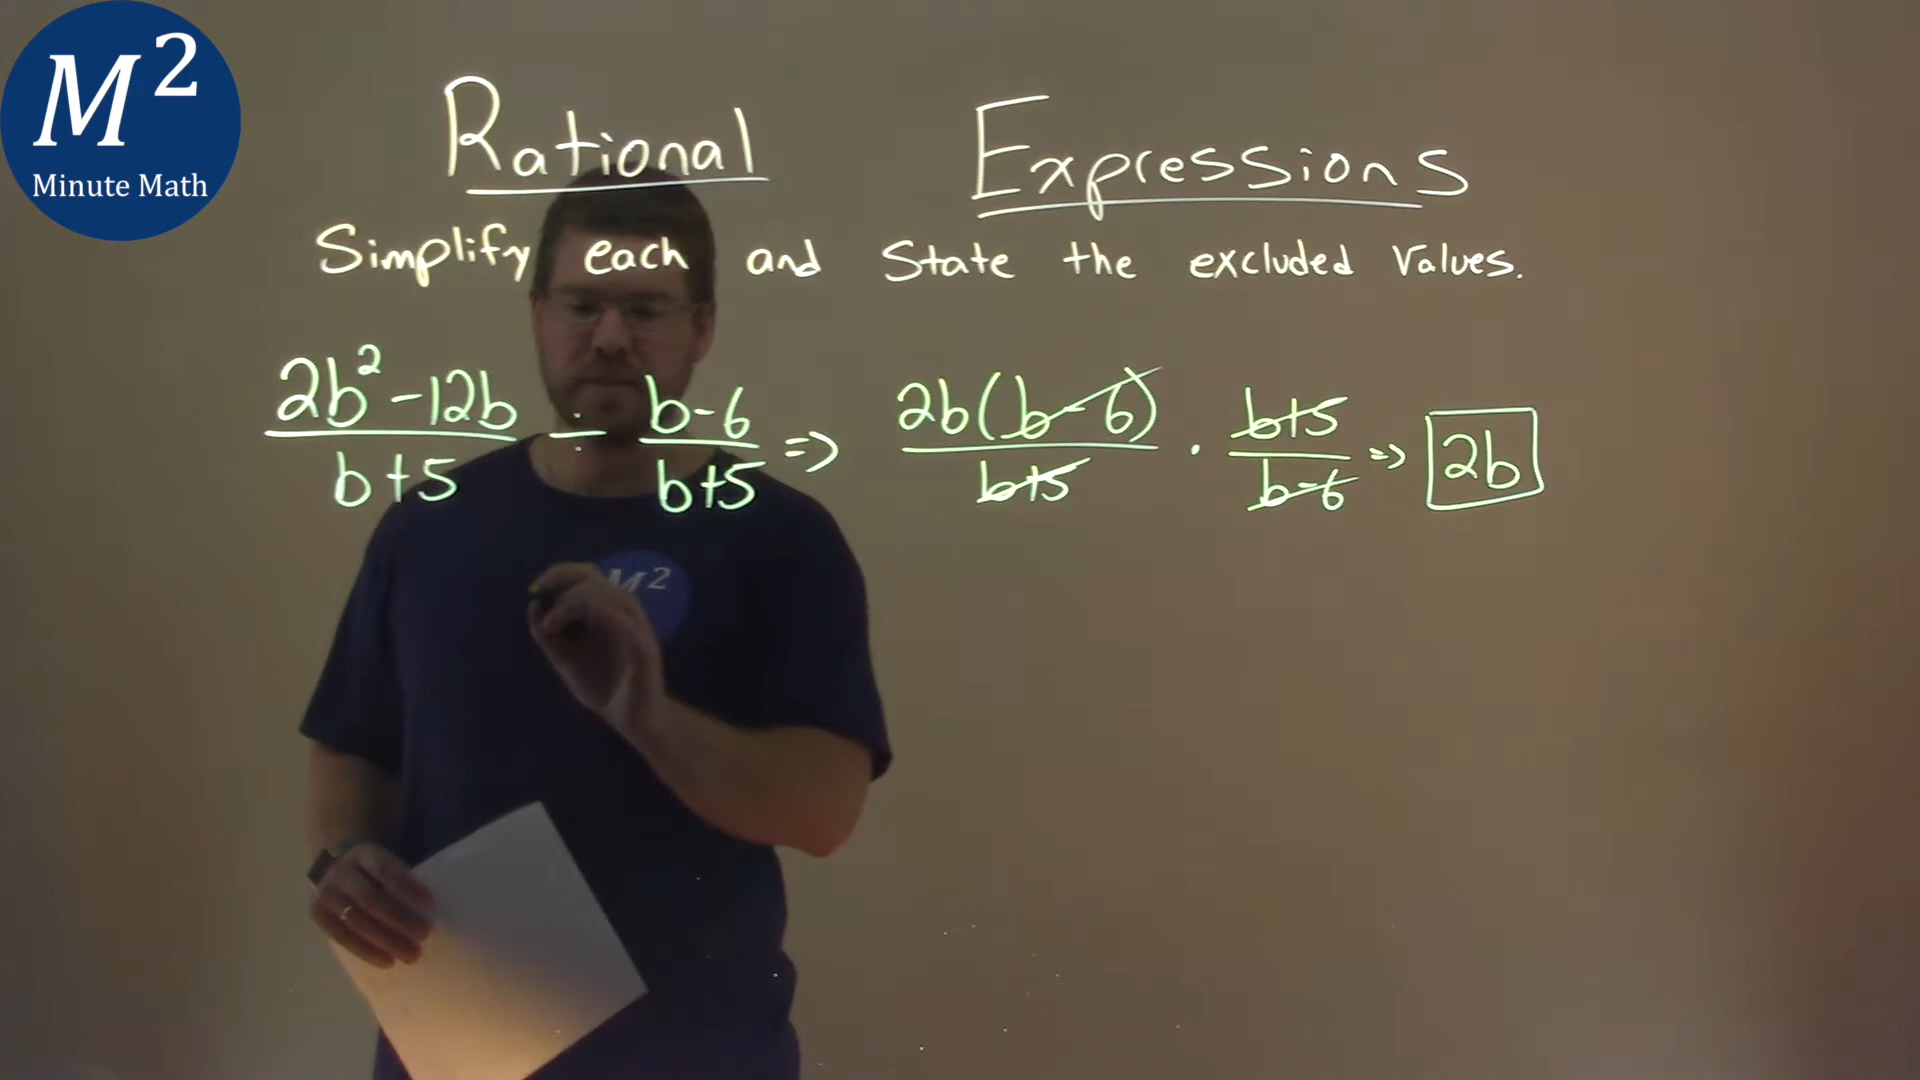 M²
Minute Math
Rational Expressions
Simplify each and State the excluded Values.
2b² - 12b / b+5 ÷ b-6 / b+5 => 2b(b-6) / b+5 · b+5 / b-6 => 2b
M²